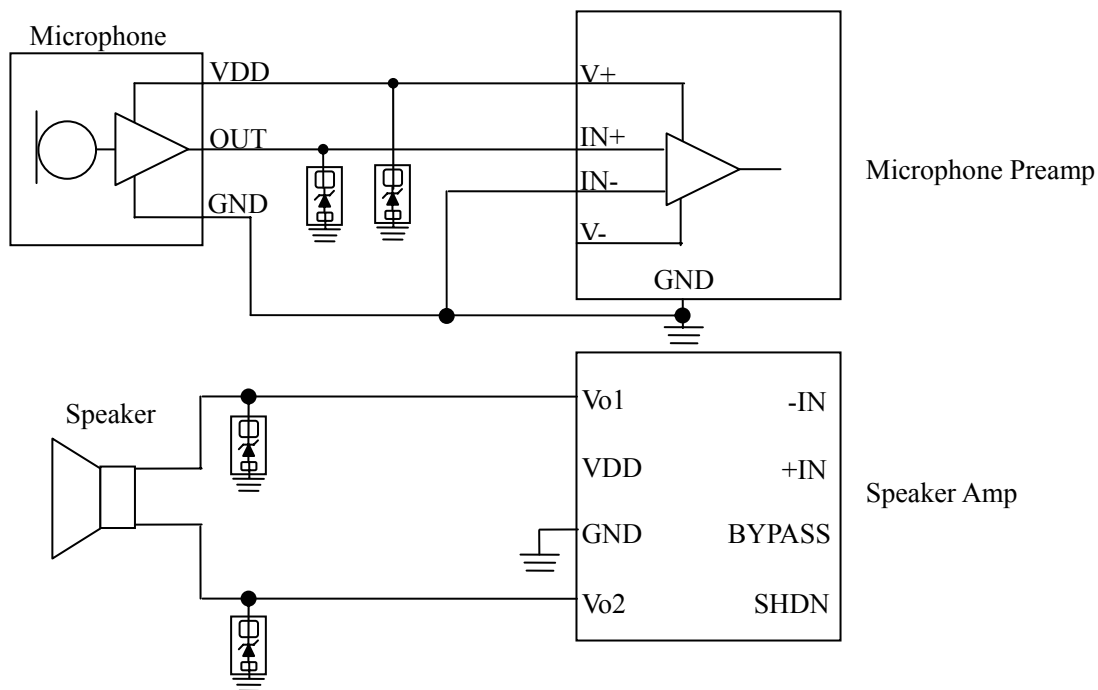 Microphone
VDD
OUT
GND
V+
IN+
IN-
V-
GND
Microphone Preamp
Speaker
Vo1
VDD
GND
Vo2
-IN
+IN
BYPASS
SHDN
Speaker Amp